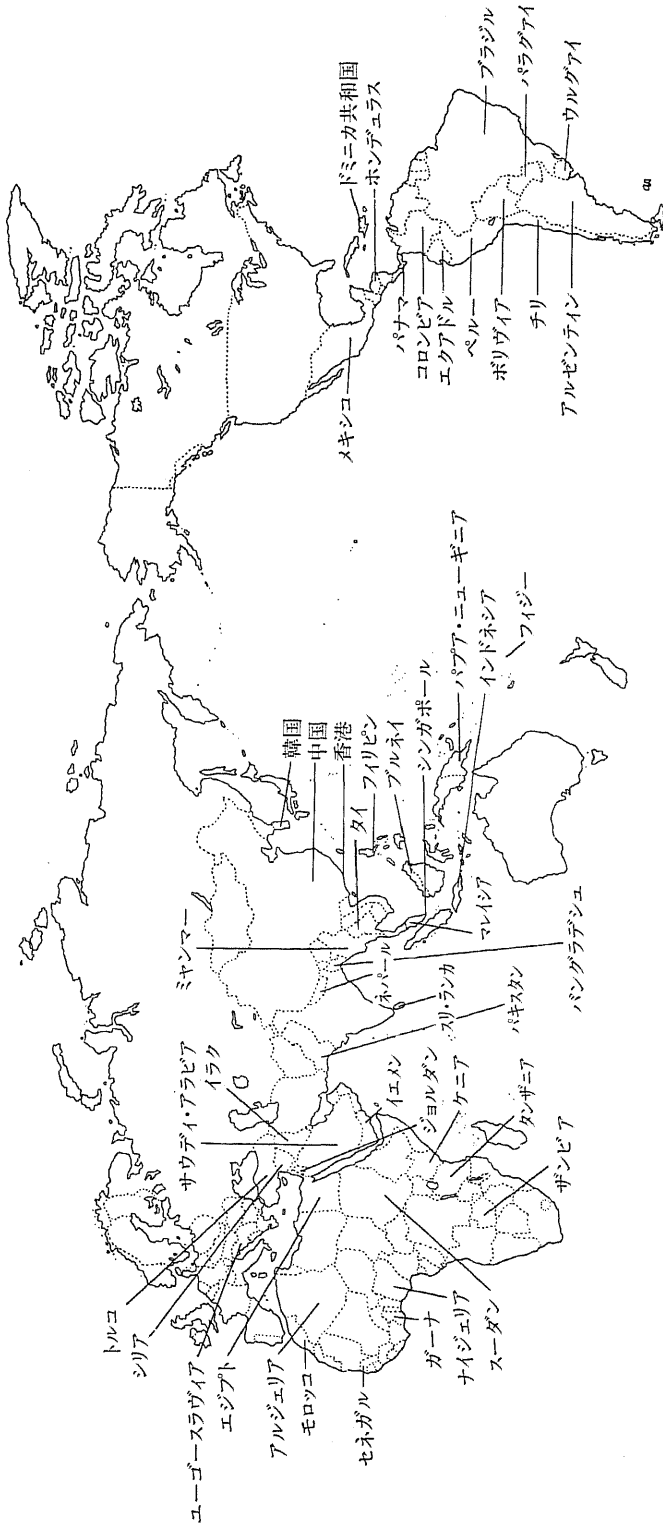 トルコ
シリア
ユーゴースラヴィア
エジプト
アルジェリア
モロッコ
セネガル
ガーナ
ナイジェリア
スーダン
サウディ・アラビア
イラク
イエメン
ジョルダン
ケニア
タンザニア
ザンビア
ミャンマー
ネパール
スリ・ランカ
パキスタン
バングラデシュ
韓国
中国
香港
タイ
フィリピン
ブルネイ
シンガポール
マレイシア
パプア・ニューギニア
インドネシア
フィジー
メキシコ
ドミニカ共和国
ホンデュラス
パナマ
コロンビア
エクアドル
ペルー
ボリヴィア
チリ
アルゼンティン
ブラジル
パラグァイ
ウルグァイ